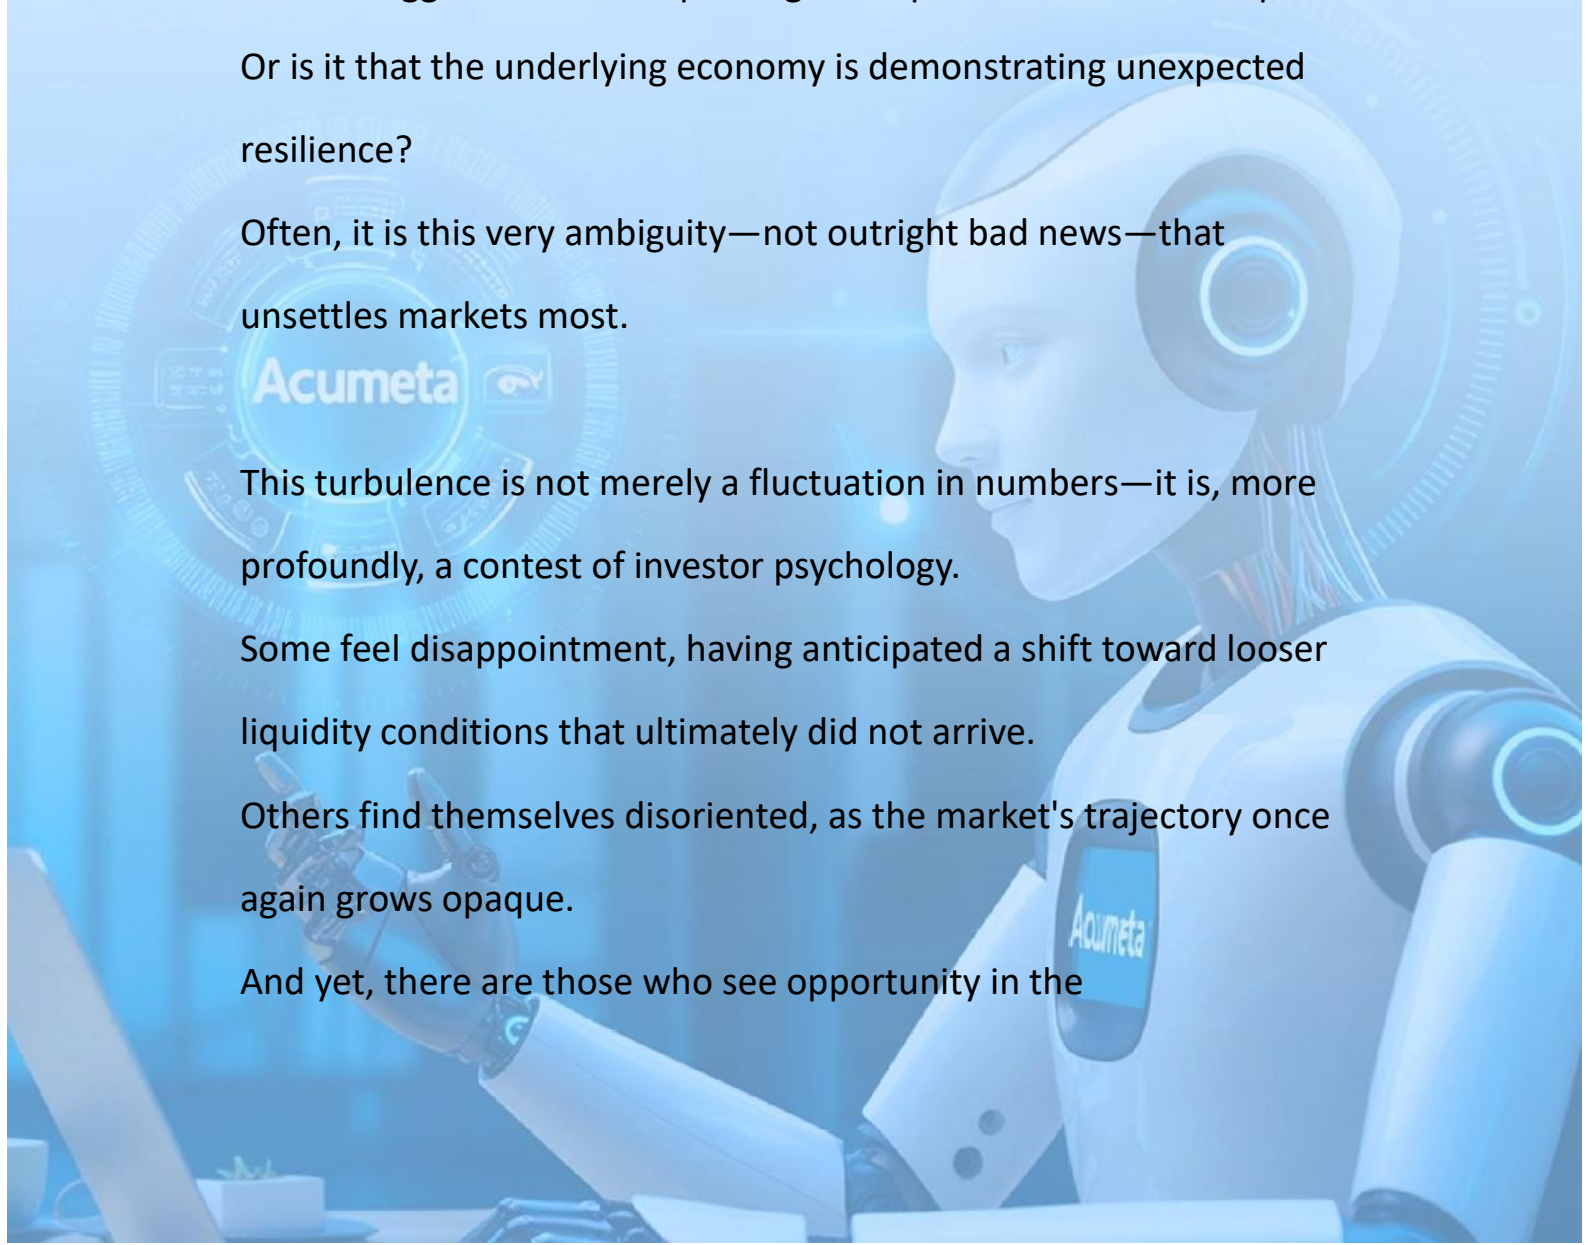 Or is it that the underlying economy is demonstrating unexpected
resilience?
Often, it is this very ambiguity—not outright bad news—that
unsettles markets most.
Acumeta
This turbulence is not merely a fluctuation in numbers—it is, more
profoundly, a contest of investor psychology.
Some feel disappointment, having anticipated a shift toward looser
liquidity conditions that ultimately did not arrive.
Others find themselves disoriented, as the market's trajectory once
again grows opaque.
Acumeta
And yet, there are those who see opportunity in the